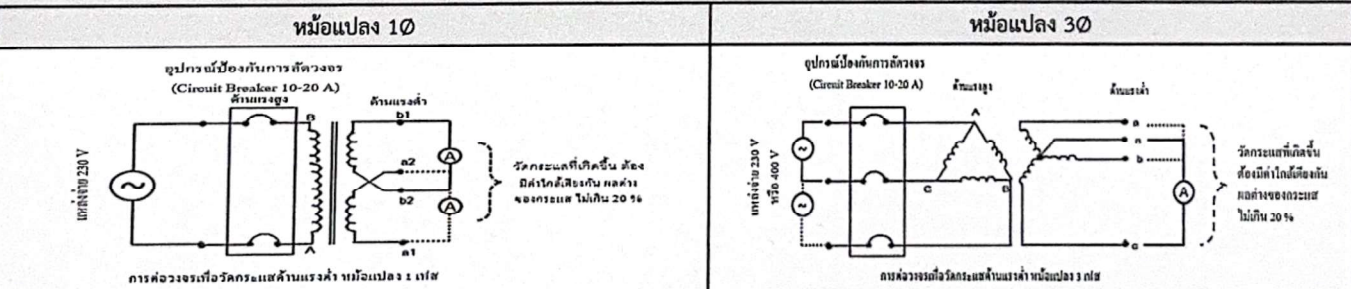 หม้อแปลง 1Ø
อุปกรณ์ป้องกันการลัดวงจร
(Circuit Breaker 10-20 A)
ด้านแรงสูง
ด้านแรงต่ำ
B
b1
A
a2
แหล่งจ่าย 230 V
b2
A
A
a1
วัดกระแสที่เกิดขึ้น ต้อง
มีค่าใกล้เคียงกัน ผลต่าง
ของกระแส ไม่เกิน 20 %
การต่อวงจรเพื่อวัดกระแสด้านแรงต่ำ หม้อแปลง 1 เฟส
หม้อแปลง 3Ø
อุปกรณ์ป้องกันการลัดวงจร
(Circuit Breaker 10-20 A)
ด้านแรงสูง
ด้านแรงต่ำ
A
a
n
b
แหล่งจ่าย 230 V
หรือ 400 V
C
B
A
c
วัดกระแสที่เกิดขึ้น
ต้องมีค่าใกล้เคียงกัน
ผลต่างของกระแส
ไม่เกิน 20 %
การต่อวงจรเพื่อวัดกระแสด้านแรงต่ำ หม้อแปลง 3 เฟส